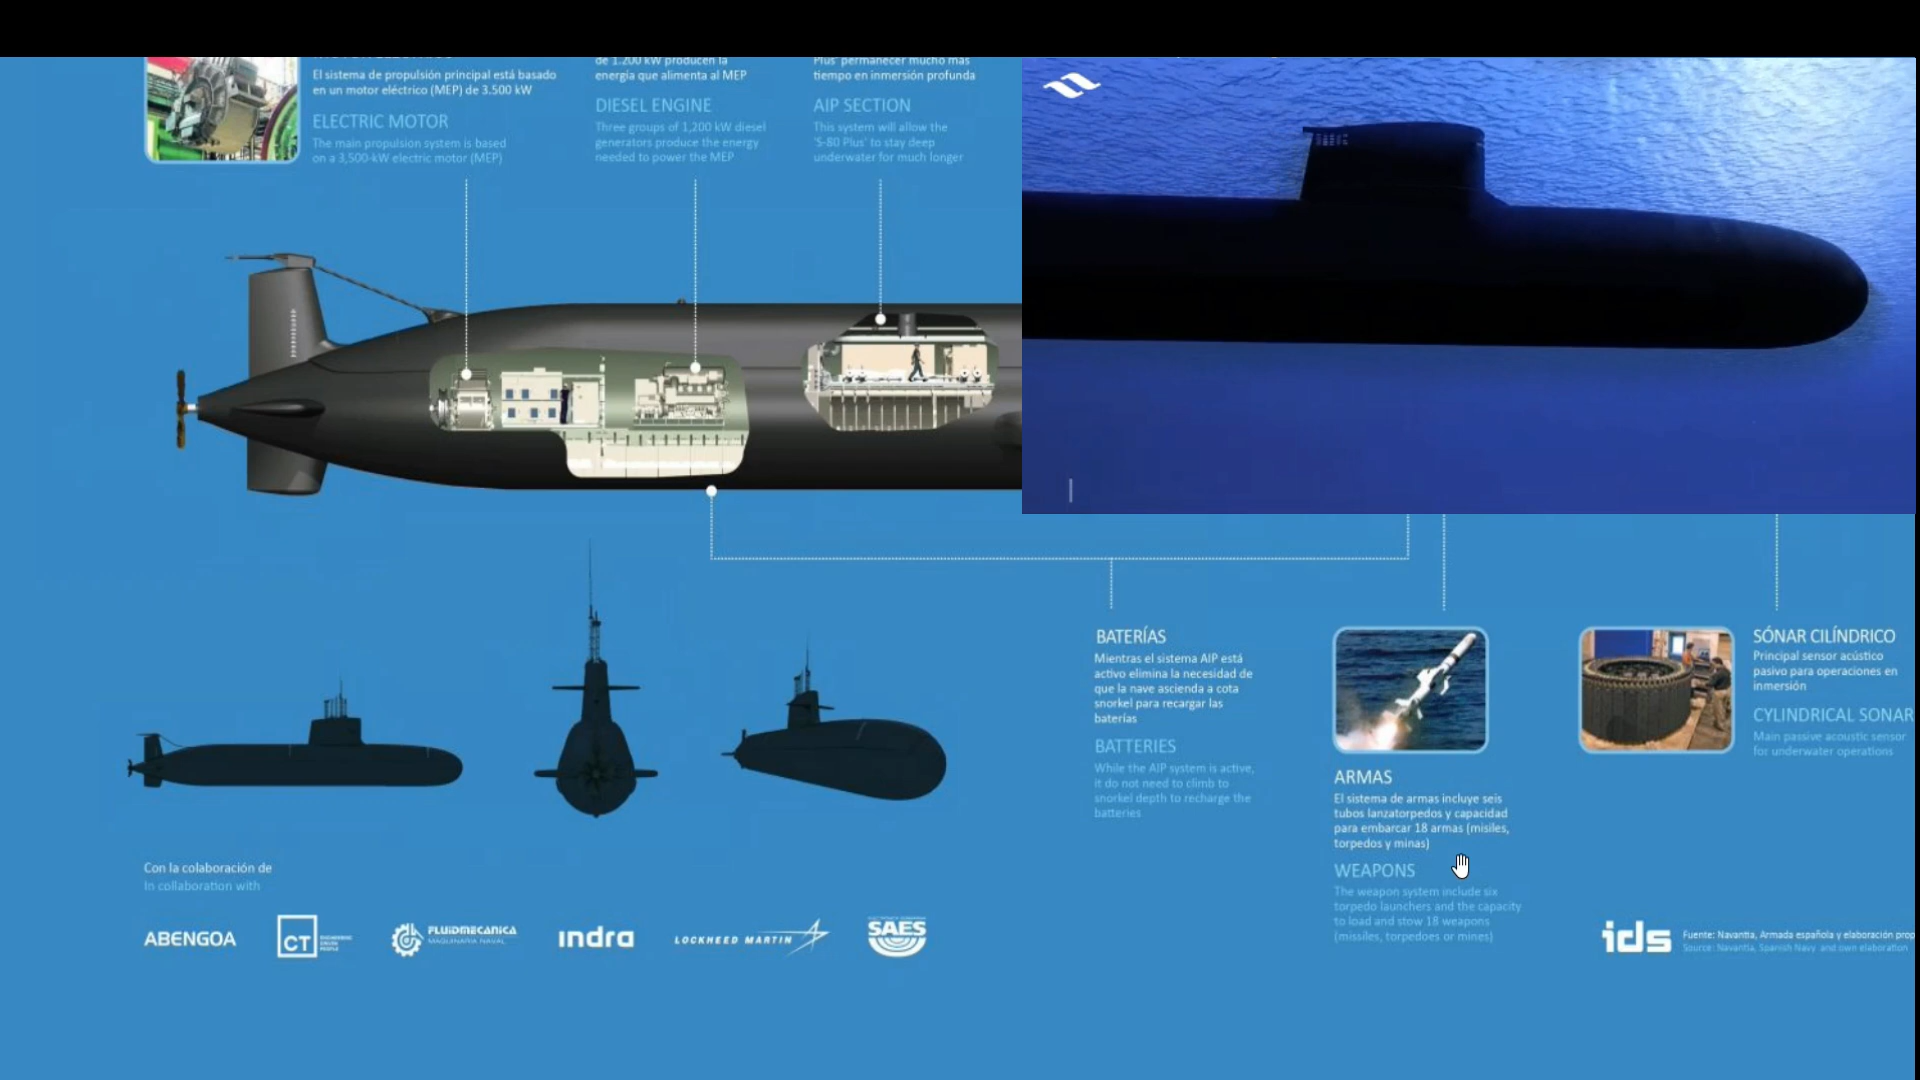 El sistema de propulsión principal está basado
en un motor eléctrico (MEP) de 3.500 kW
ELECTRIC MOTOR
The main propulsion system is based
on a 3,500-kW electric motor (MEP)
de 1.200 kW producen la
energía que alimenta al MEP
DIESEL ENGINE
Three groups of 1,200 kW diesel
generators produce the energy
needed to power the MEP
Plus' permanecer mucho más
tiempo en inmersión profunda
AIP SECTION
This system will allow the
'S-80 Plus' to stay deep
underwater for much longer
BATERÍAS
Mientras el sistema AIP está
activo elimina la necesidad de
que la nave ascienda a cota
snorkel para recargar las
baterías
BATTERIES
While the AIP system is active,
it do not need to climb to
snorkel depth to recharge the
batteries
ARMAS
El sistema de armas incluye seis
tubos lanzatorpedos y capacidad
para embarcar 18 armas (misiles,
torpedos y minas)
WEAPONS
The weapon system include six
torpedo launchers and the capacity
to load and stow 18 weapons
(missiles, torpedoes or mines)
SÓNAR CILÍNDRICO
Principal sensor acústico
pasivo para operaciones en
inmersión
CYLINDRICAL SONAR
Main passive acoustic sensor
for underwater operations
Con la colaboración de
In collaboration with
ABENGOA
CT
FLUIDMECANICA
MAQUINARIA NAVAL
indra
LOCKHEED MARTIN
SAES
ids
Fuente: Navantia, Armada española y elaboración prop
Source: Navantia, Spanish Navy and own elaboration